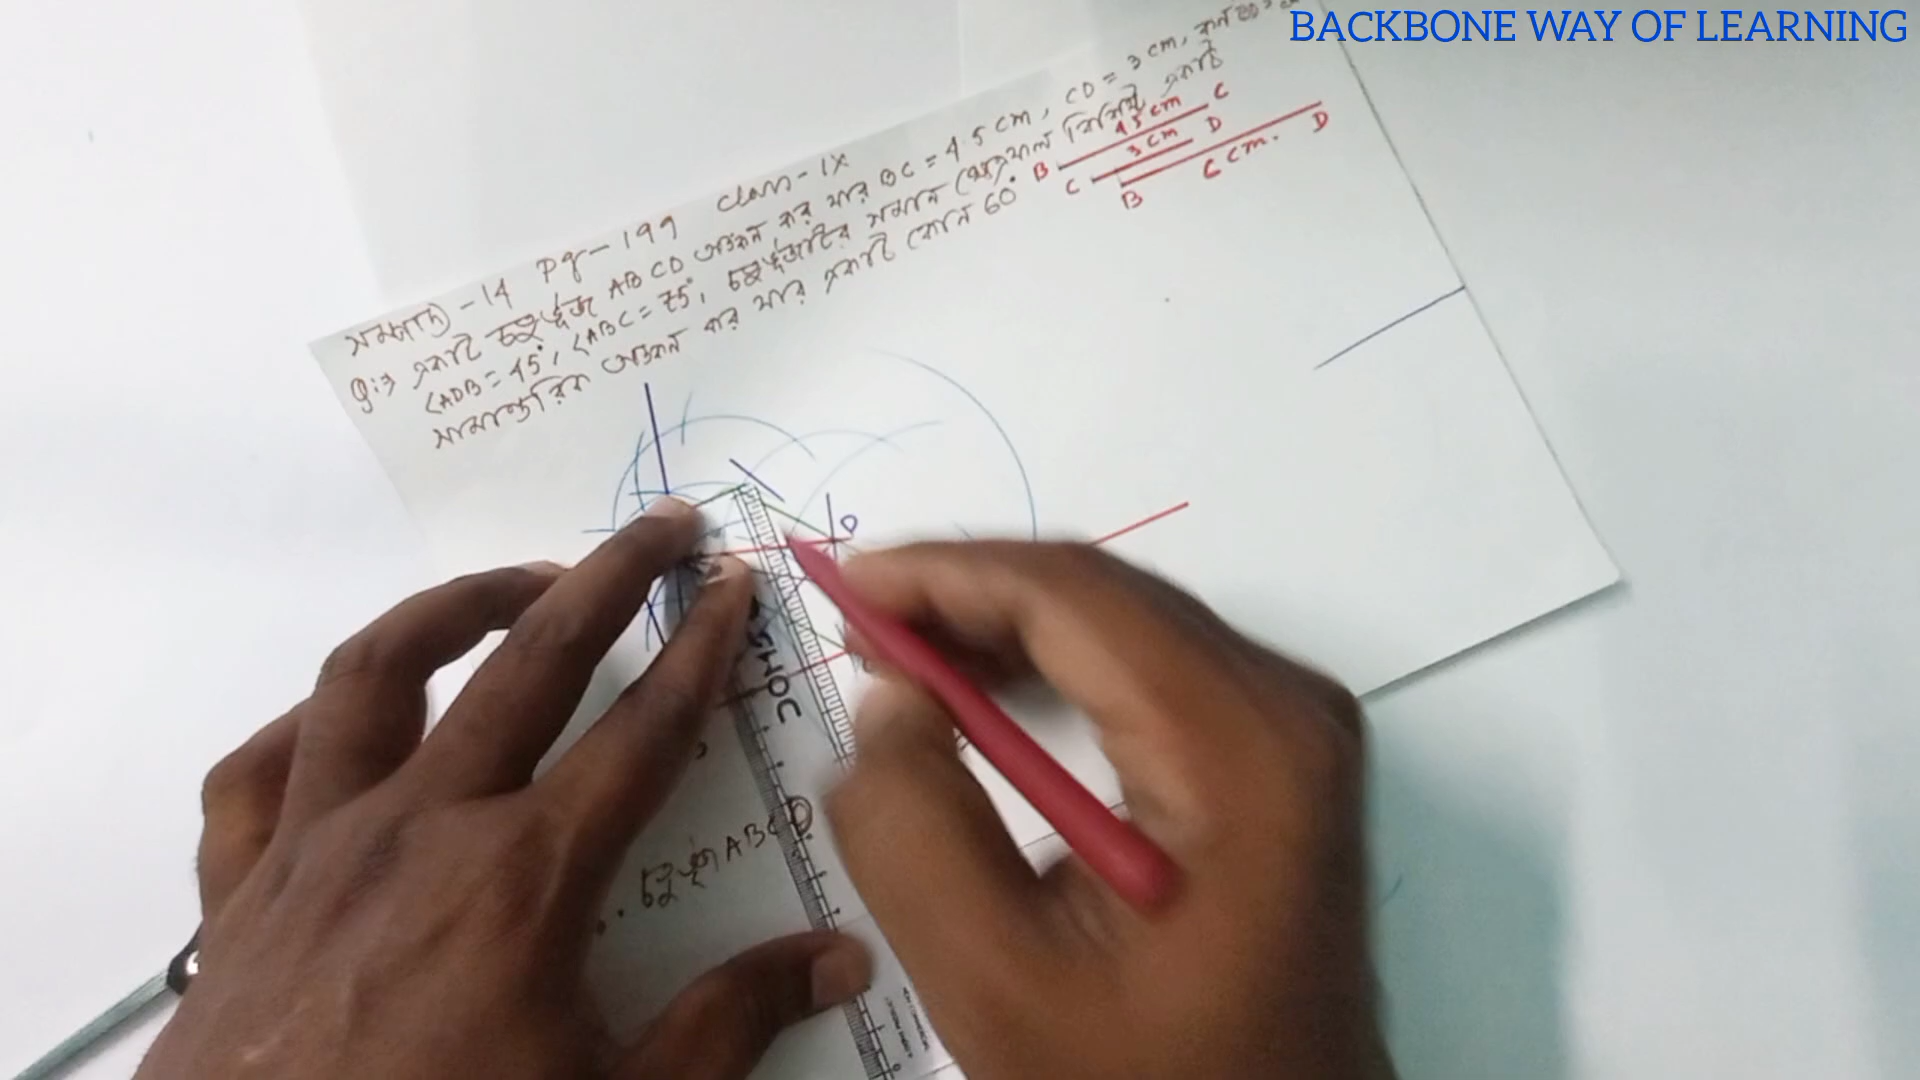 BACKBONE WAY OF LEARNING
সম্পাদ্য - 14 Pg - 199 Class - IX
Q:→ একটি চতুর্ভুজ ABCD অঙ্কন কর যার BC = 4.5 cm, CD = 3 cm,
∠ADB = 45°, ∠ABC = 75°, চতুর্ভুজটির সমান ক্ষেত্রফল বিশিষ্ট একটি
সামান্তরিক অঙ্কন কর যার একটি কোন 60°
B 4.5 cm C
C 3 cm D
B 6 cm. D
D
চতুর্ভুজ ABCD